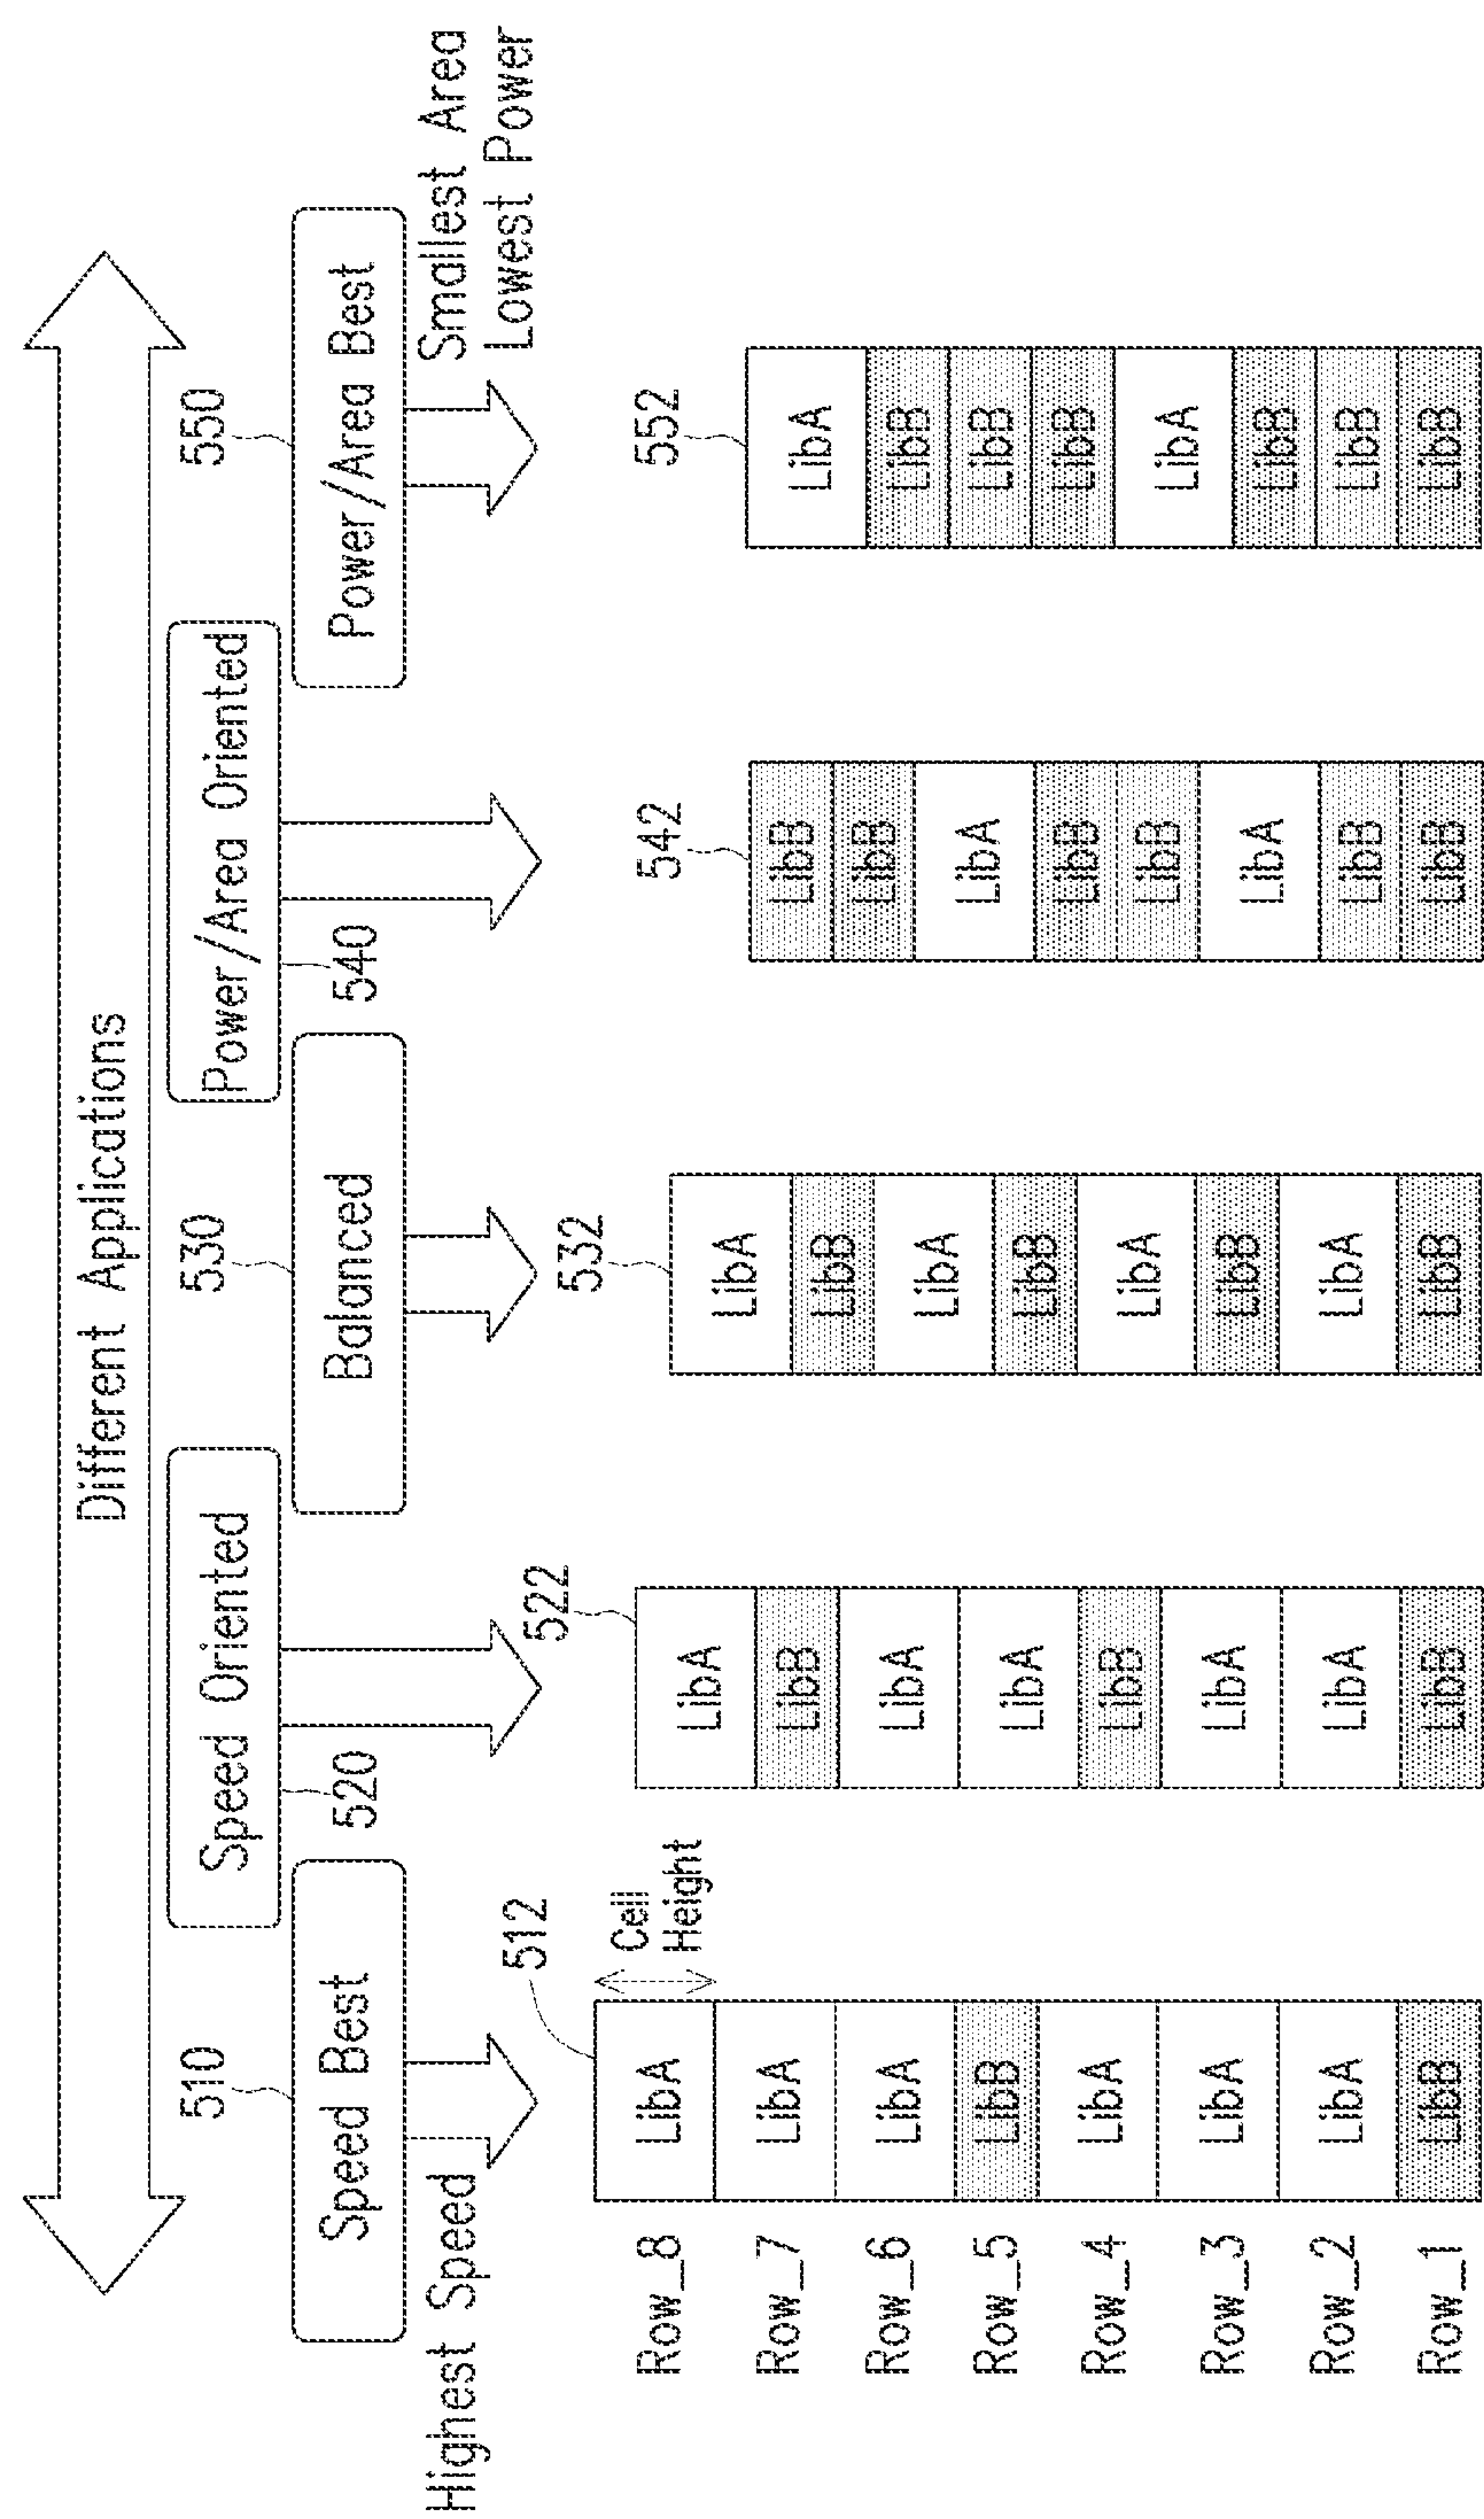 Different Applications
510
530
550
Speed Oriented
Power/Area Oriented
520
540
Speed Best
Balanced
Power/Area Best
Highest Speed
Smallest Area
Lowest Power
512
522
532
542
552
Cell
Height
Row_8
Row_7
Row_6
Row_5
Row_4
Row_3
Row_2
Row_1
LibA
LibA
LibA
LibB
LibA
LibA
LibA
LibB
LibA
LibB
LibA
LibA
LibB
LibA
LibA
LibB
LibA
LibB
LibA
LibB
LibA
LibB
LibA
LibB
LibB
LibB
LibA
LibB
LibB
LibA
LibB
LibB
LibA
LibB
LibB
LibB
LibA
LibB
LibB
LibB